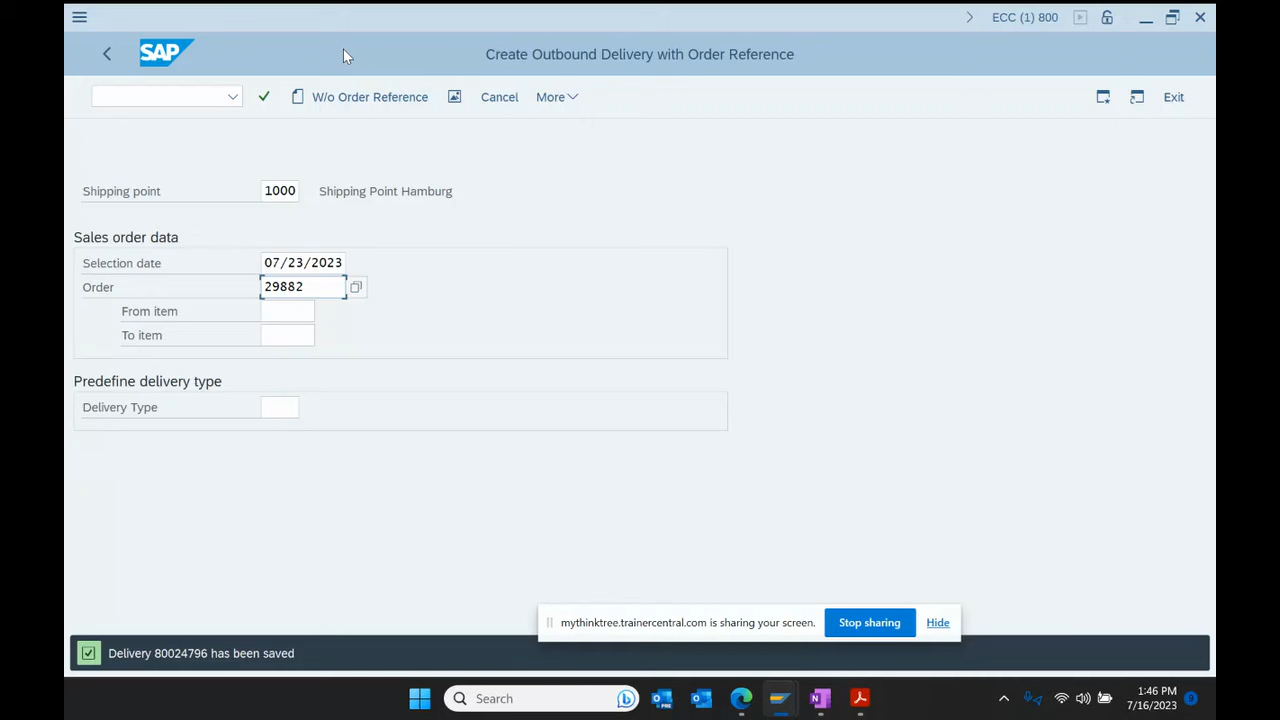 ECC (1) 800
SAP
Create Outbound Delivery with Order Reference
W/o Order Reference
Cancel
More
Exit
Shipping point 1000 Shipping Point Hamburg
Sales order data
Selection date 07/23/2023
Order 29882
From item
To item
Predefine delivery type
Delivery Type
mythinktree.trainercentral.com is sharing your screen. Stop sharing Hide
Delivery 80024796 has been saved
Search
1:46 PM
7/16/2023